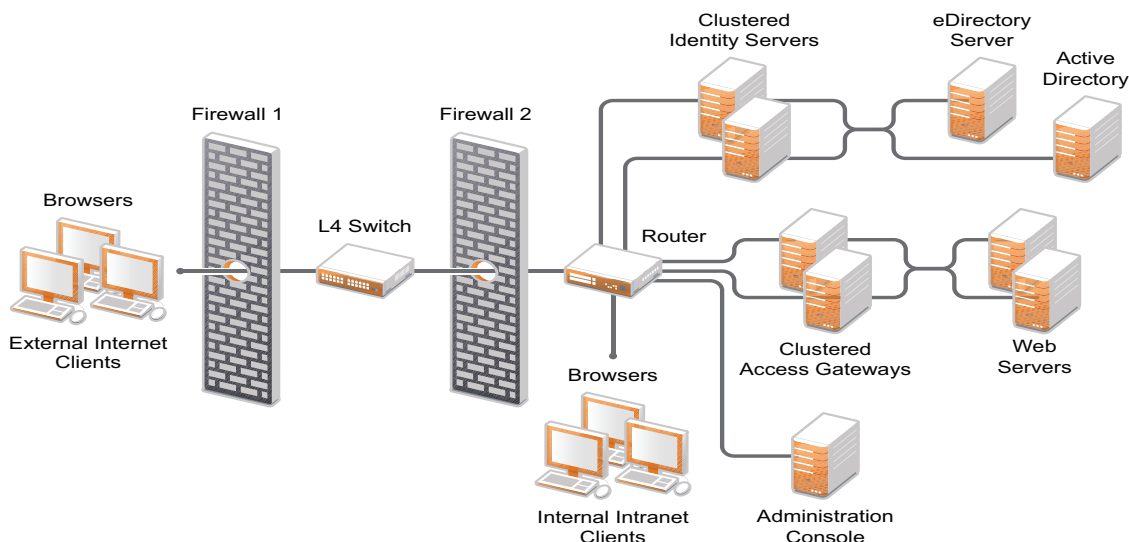 Clustered
Identity Servers
eDirectory
Server
Active
Directory
Firewall 1
Firewall 2
Browsers
L4 Switch
Router
External Internet
Clients
Clustered
Access Gateways
Web
Servers
Browsers
Internal Intranet
Clients
Administration
Console